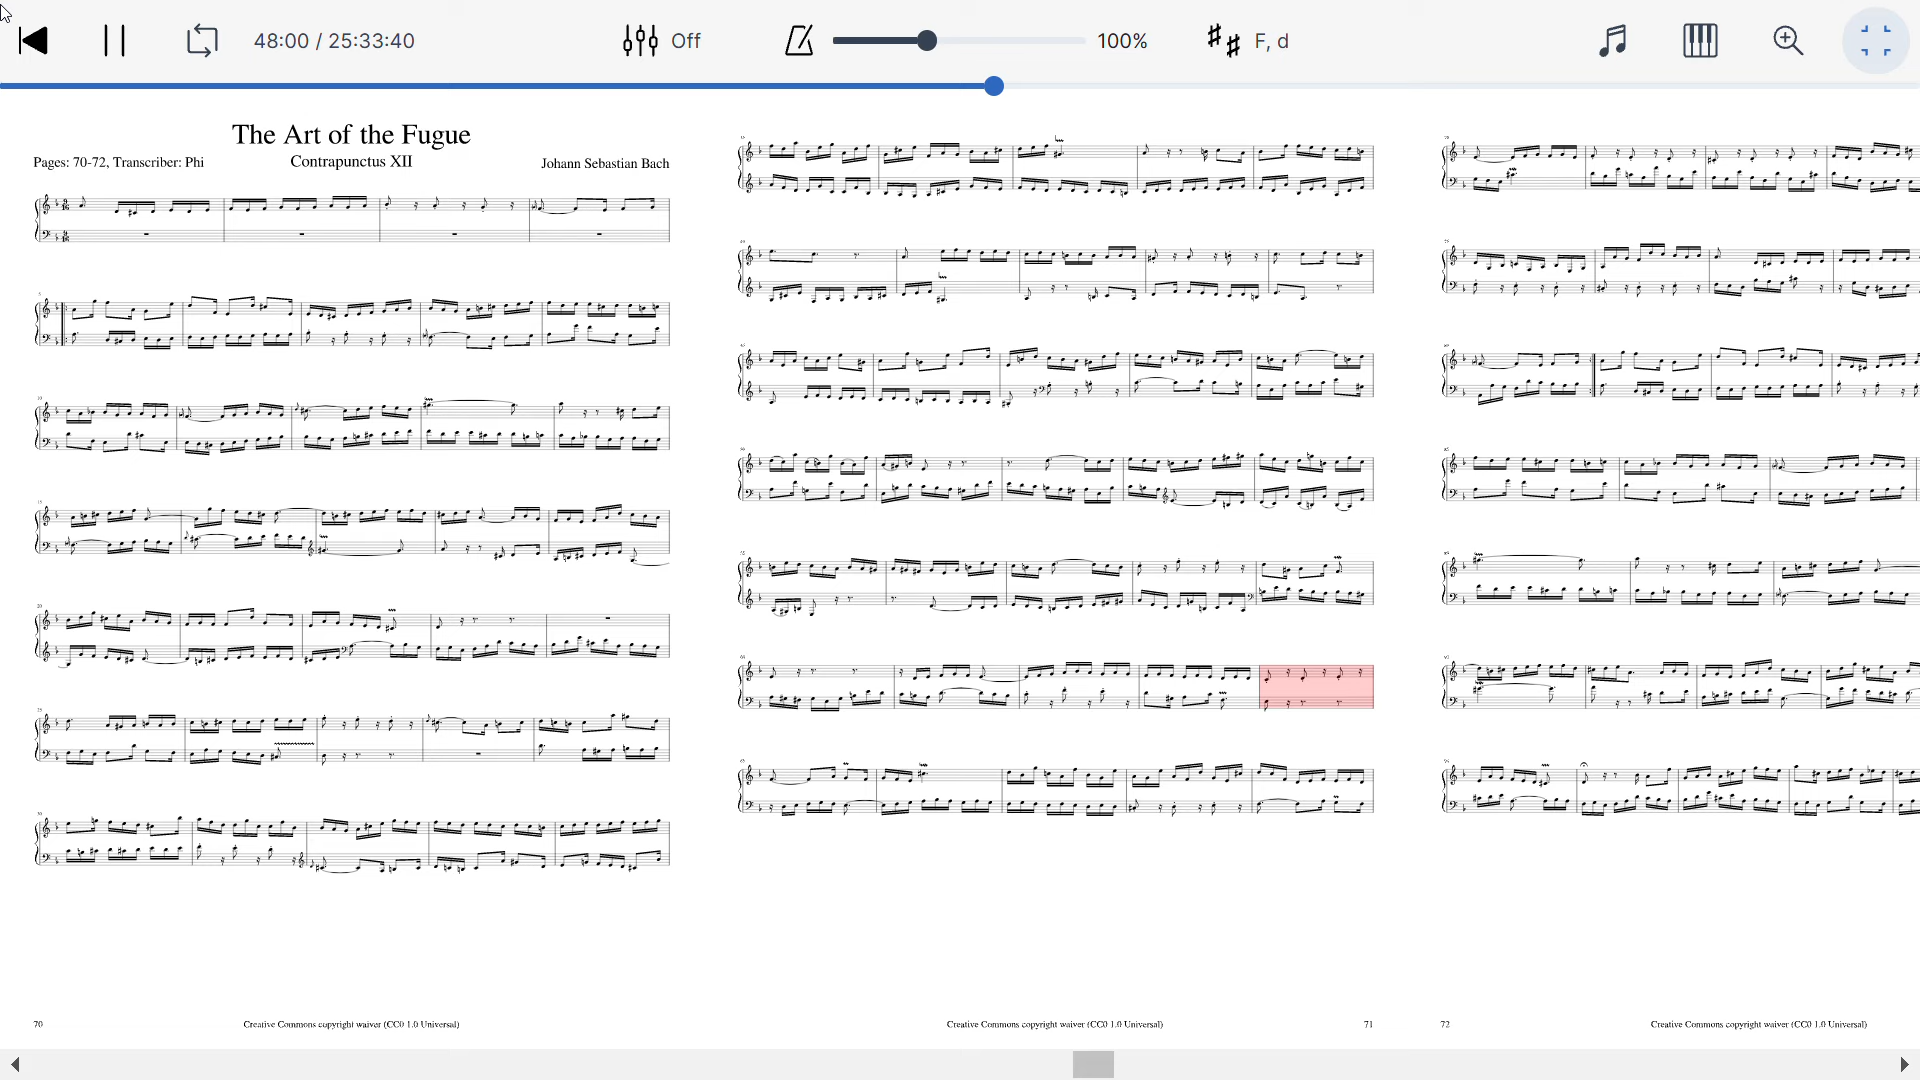 48:00 / 25:33:40
Off
100%
F, d
The Art of the Fugue
Contrapunctus XII
Pages: 70-72, Transcriber: Phi
Johann Sebastian Bach
70
Creative Commons copyright waiver (CC0 1.0 Universal)
Creative Commons copyright waiver (CC0 1.0 Universal)
71
72
Creative Commons copyright waiver (CC0 1.0 Universal)